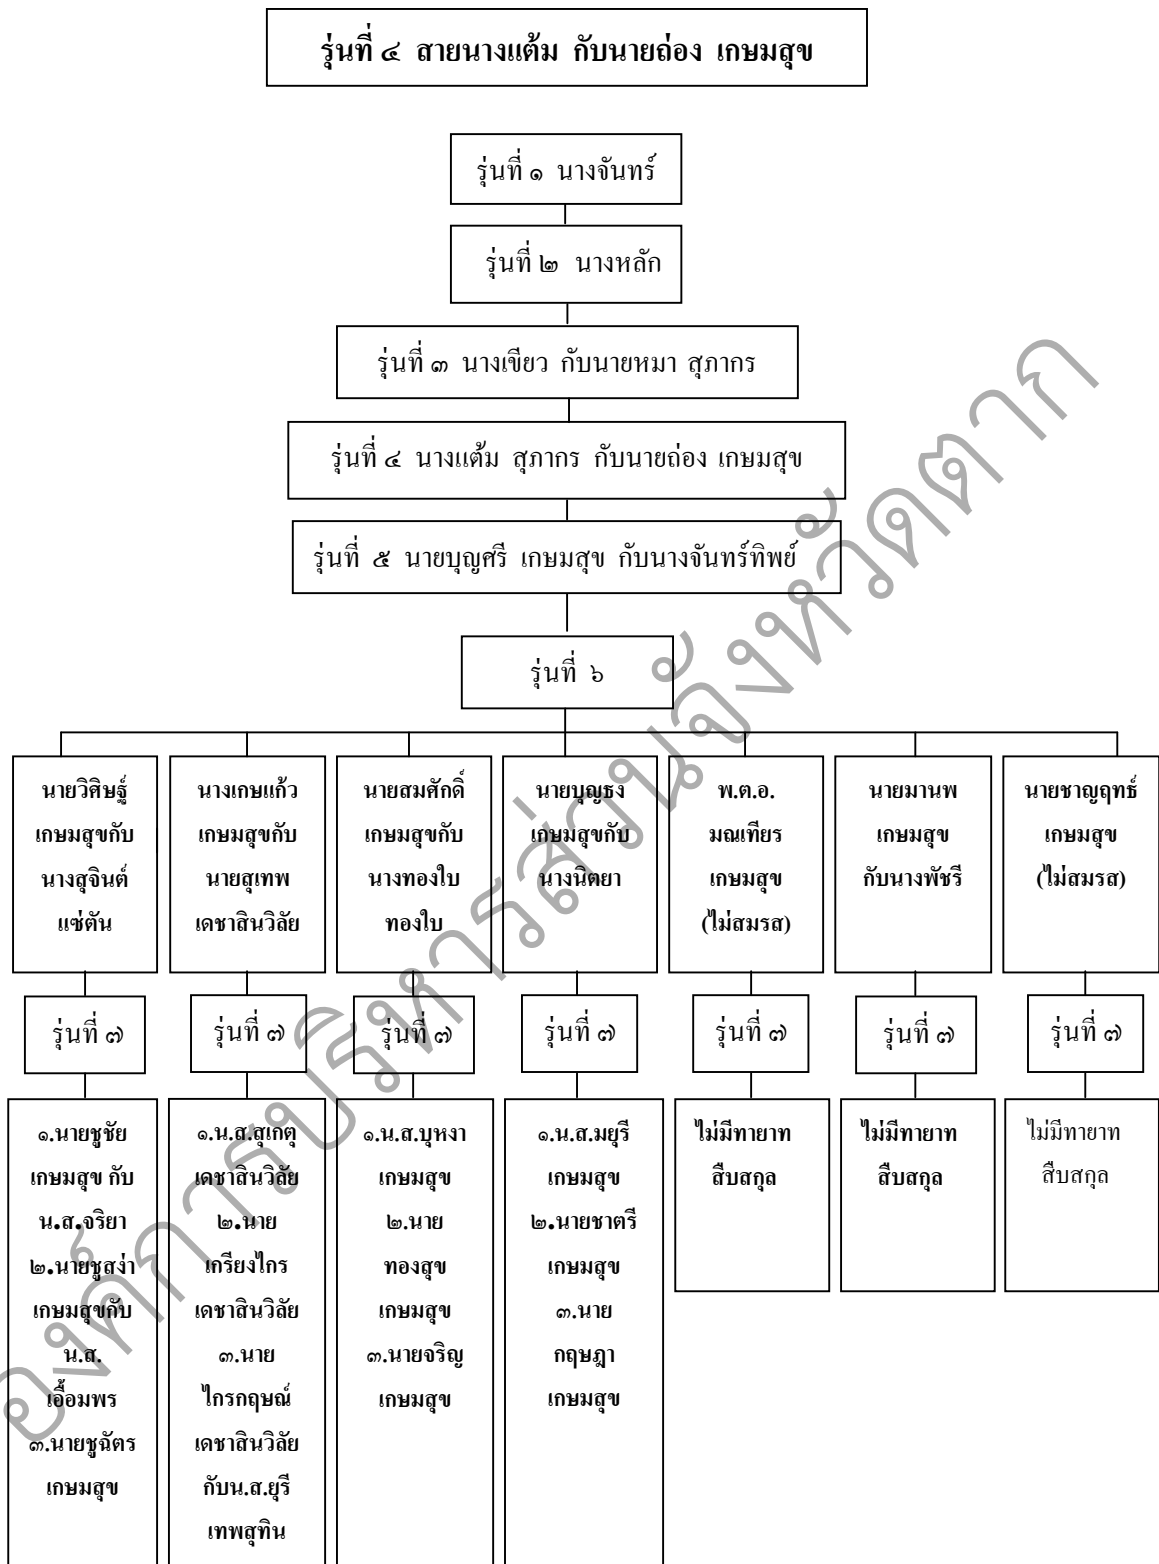 รุ่นที่ ๔ สายนางแต้ม กับนายถ่อง เกษมสุข
รุ่นที่ ๑ นางจันทร์
รุ่นที่ ๒ นางหลัก
รุ่นที่ ๓ นางเขียว กับนายหมา สุภากร
รุ่นที่ ๔ นางแต้ม สุภากร กับนายถ่อง เกษมสุข
รุ่นที่ ๕ นายบุญศรี เกษมสุข กับนางจันทร์ทิพย์
รุ่นที่ ๖
นายวิศิษฐ์
เกษมสุขกับ
นางสุจินต์
แซ่ตัน
นางเกษแก้ว
เกษมสุขกับ
นายสุเทพ
เดชาสินวิลัย
นายสมศักดิ์
เกษมสุขกับ
นางทองใบ
ทองใบ
นายบุญธง
เกษมสุขกับ
นางนิตยา
พ.ต.อ.
มณเฑียร
เกษมสุข
(ไม่สมรส)
นายมานพ
เกษมสุข
กับนางพัชรี
นายชาญฤทธ์
เกษมสุข
(ไม่สมรส)
รุ่นที่ ๗
รุ่นที่ ๗
รุ่นที่ ๗
รุ่นที่ ๗
รุ่นที่ ๗
รุ่นที่ ๗
รุ่นที่ ๗
๑.นายชูชัย
เกษมสุข กับ
น.ส.จริยา
๒.นายชูสง่า
เกษมสุขกับ
น.ส.
เอื้อมพร
๓.นายชูฉัตร
เกษมสุข
๑.น.ส.สุเกตุ
เดชาสินวิลัย
๒.นาย
เกรียงไกร
เดชาสินวิลัย
๓.นาย
ไกรกฤษณ์
เดชาสินวิลัย
กับน.ส.ยุรี
เทพสุทิน
๑.น.ส.บุหงา
เกษมสุข
๒.นาย
ทองสุข
เกษมสุข
๓.นายจริญ
เกษมสุข
๑.น.ส.มยุรี
เกษมสุข
๒.นายชาตรี
เกษมสุข
๓.นาย
กฤษฎา
เกษมสุข
ไม่มีทายาท
สืบสกุล
ไม่มีทายาท
สืบสกุล
ไม่มีทายาท
สืบสกุล
องค์การบริหารส่วนจังหวัดตาก